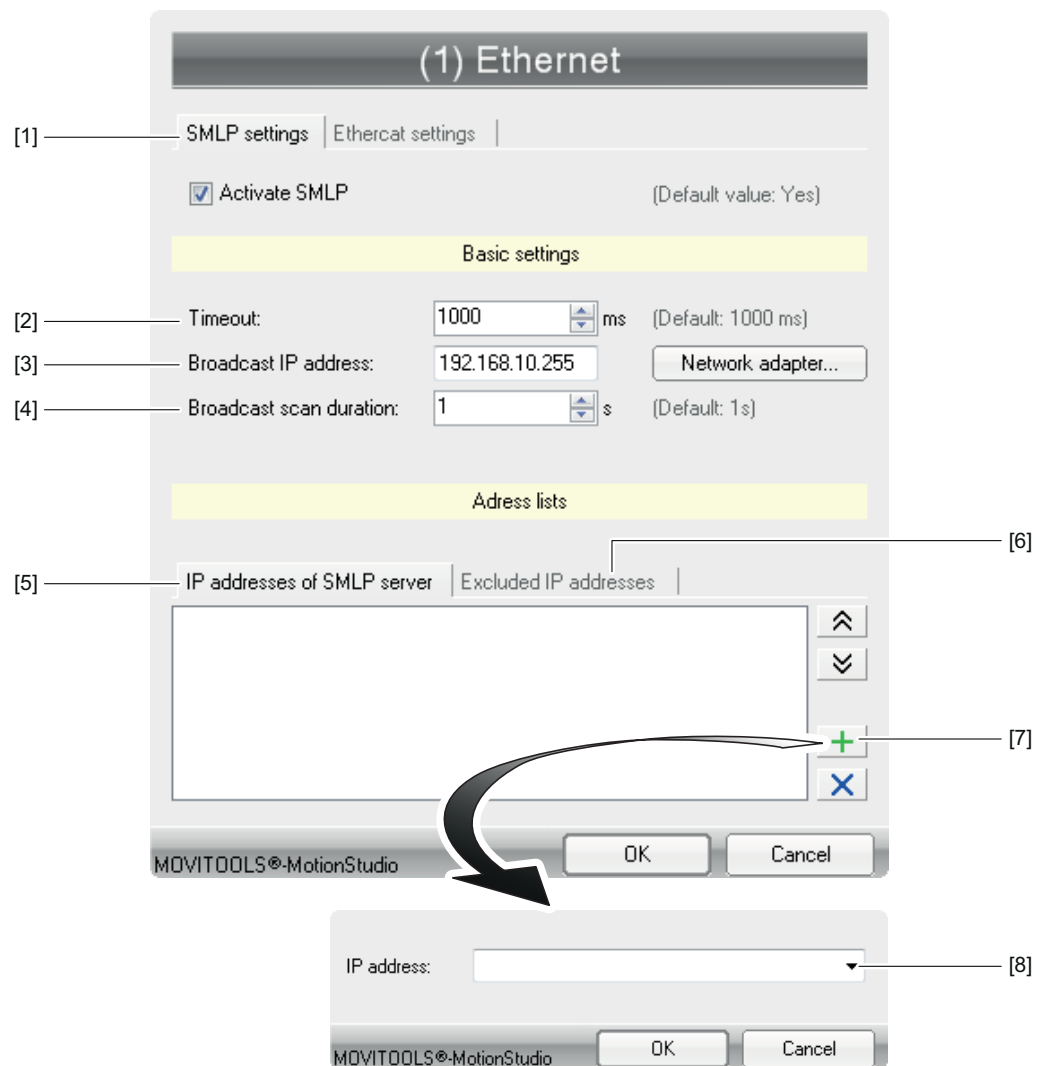 (1) Ethernet
[1] SMLP settings Ethercat settings
Activate SMLP (Default value: Yes)
Basic settings
[2] Timeout: 1000 ms (Default: 1000 ms)
[3] Broadcast IP address: 192.168.10.255 Network adapter...
[4] Broadcast scan duration: 1 s (Default: 1s)
Adress lists
[6]
[5] IP addresses of SMLP server Excluded IP addresses
[7]
MOVITOOLS®-MotionStudio OK Cancel
IP address: [8]
MOVITOOLS®-MotionStudio OK Cancel